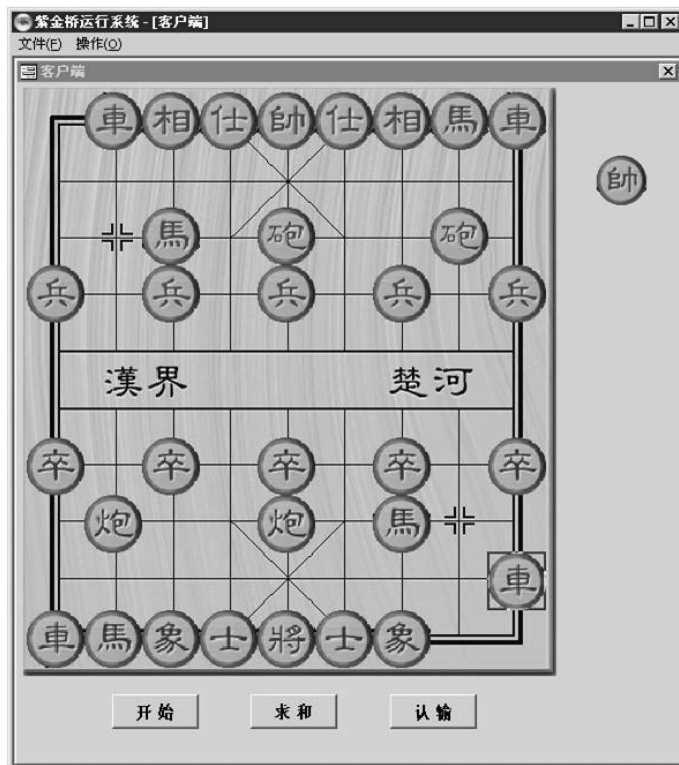 紫金桥运行系统 - [客户端]
文件(F) 操作(O)
客户端
車 相 仕 帥 仕 相 馬 車
帥
馬 砲 砲
兵 兵 兵 兵 兵
漢界 楚河
卒 卒 卒 卒 卒
炮 炮 馬
車
車 馬 象 士 將 士 象
开始 求和 认输